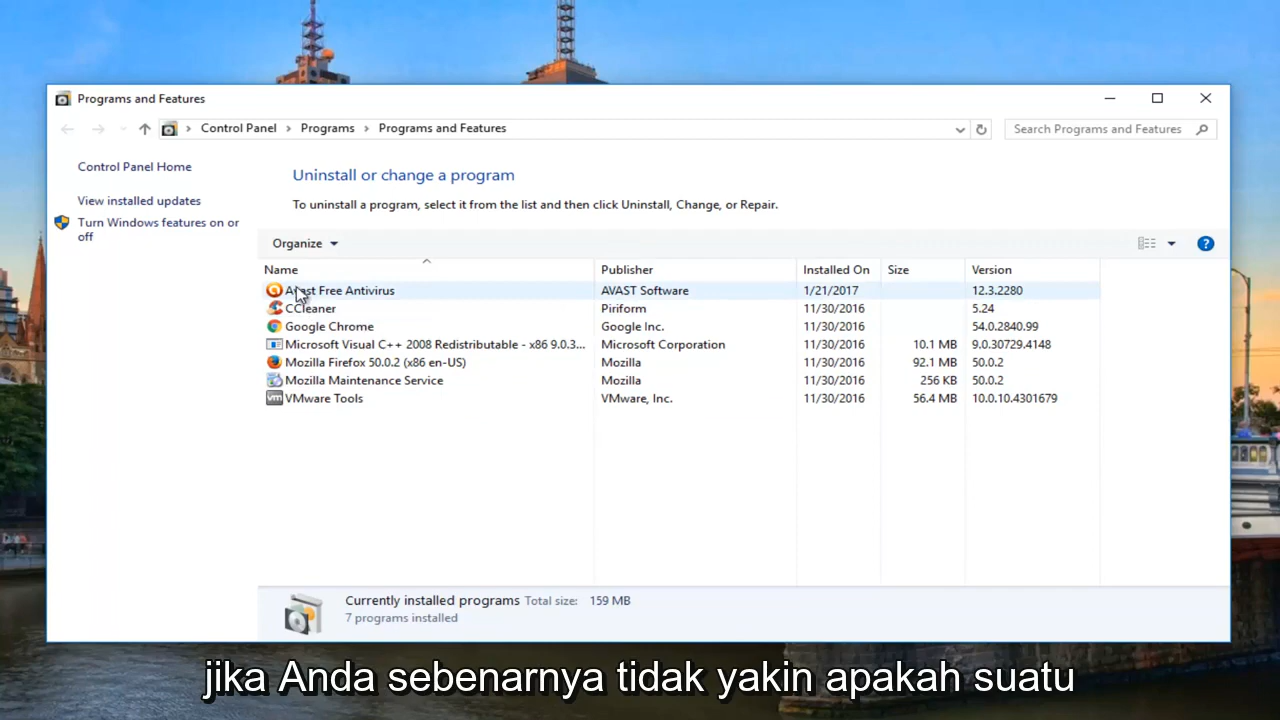 Programs and Features
Control Panel > Programs > Programs and Features
Search Programs and Features
Control Panel Home
View installed updates
Turn Windows features on or
off
Uninstall or change a program
To uninstall a program, select it from the list and then click Uninstall, Change, or Repair.
Organize
Name Publisher Installed On Size Version
Avast Free Antivirus AVAST Software 1/21/2017 12.3.2280
CCleaner Piriform 11/30/2016 5.24
Google Chrome Google Inc. 11/30/2016 54.0.2840.99
Microsoft Visual C++ 2008 Redistributable - x86 9.0.3... Microsoft Corporation 11/30/2016 10.1 MB 9.0.30729.4148
Mozilla Firefox 50.0.2 (x86 en-US) Mozilla 11/30/2016 92.1 MB 50.0.2
Mozilla Maintenance Service Mozilla 11/30/2016 256 KB 50.0.2
vm VMware Tools VMware, Inc. 11/30/2016 56.4 MB 10.0.10.4301679
Currently installed programs Total size: 159 MB
7 programs installed
jika Anda sebenarnya tidak yakin apakah suatu